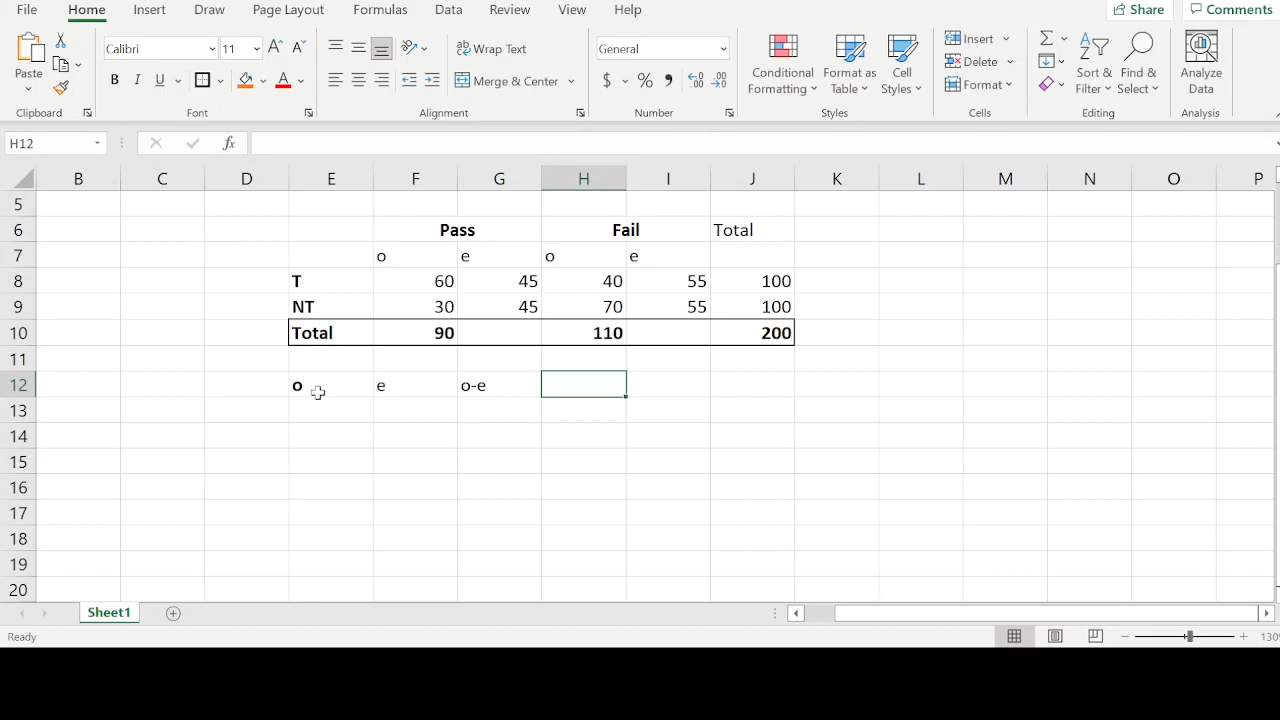 File Home Insert Draw Page Layout Formulas Data Review View Help Share Comments
Paste Calibri 11 A A Wrap Text General Conditional Formatting Format as Table Cell Styles Insert Delete Format Sort & Filter Find & Select Analyze Data
B I U A Merge & Center $ % 9 .00 .00
Clipboard Font Alignment Number Styles Cells Editing Analysis
H12 fx
B C D E F G H I J K L M N O P
5
6 Pass Fail Total
7 o e o e
8 T 60 45 40 55 100
9 NT 30 45 70 55 100
10 Total 90 110 200
11
12 o e o-e
13
14
15
16
17
18
19
20
Sheet1
Ready 130